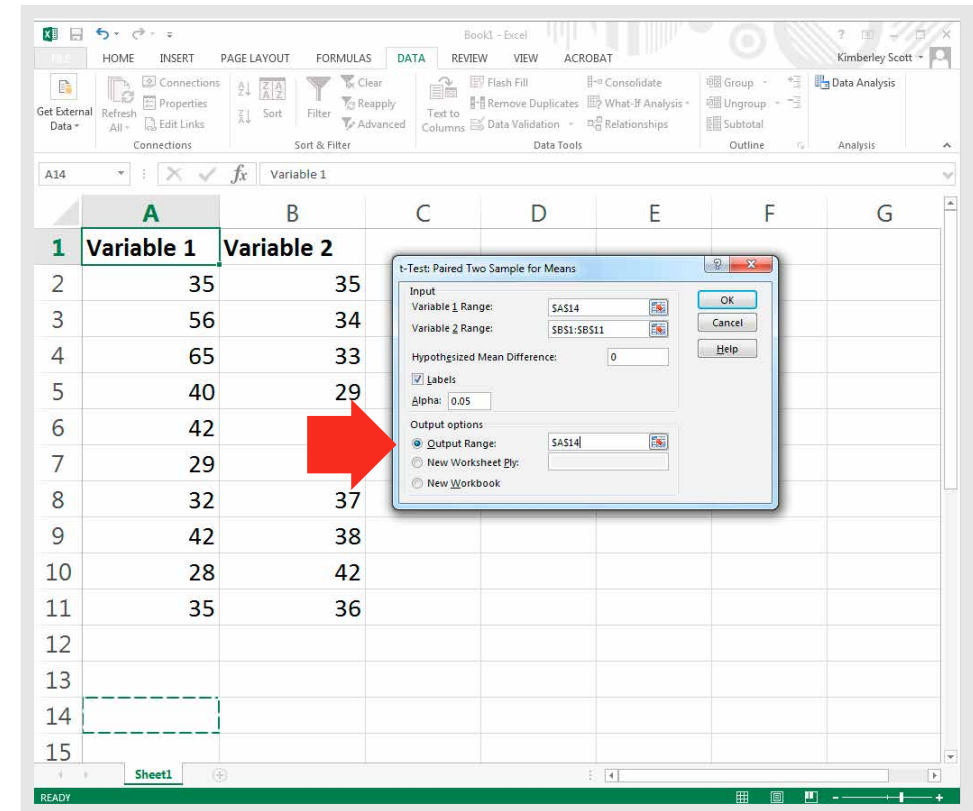 Book1 - Excel
?
FILE HOME INSERT PAGE LAYOUT FORMULAS DATA REVIEW VIEW ACROBAT Kimberley Scott
Get External Data
Refresh All
Connections
Properties
Edit Links
Connections
Sort
Filter
Clear
Reapply
Advanced
Sort & Filter
Text to Columns
Flash Fill
Remove Duplicates
Data Validation
Consolidate
What-If Analysis
Relationships
Data Tools
Group
Ungroup
Subtotal
Outline
Data Analysis
Analysis
A14 fx Variable 1
A B C D E F G
1 Variable 1 Variable 2
2 35 35
3 56 34
4 65 33
5 40 29
6 42
7 29
8 32 37
9 42 38
10 28 42
11 35 36
12
13
14
15
t-Test: Paired Two Sample for Means
?
Input
Variable 1 Range: $A$14
Variable 2 Range: $B$1:$B$11
Hypothesized Mean Difference: 0
Labels
Alpha: 0.05
Output options
Output Range: $A$14
New Worksheet Ply:
New Workbook
OK
Cancel
Help
Sheet1
READY